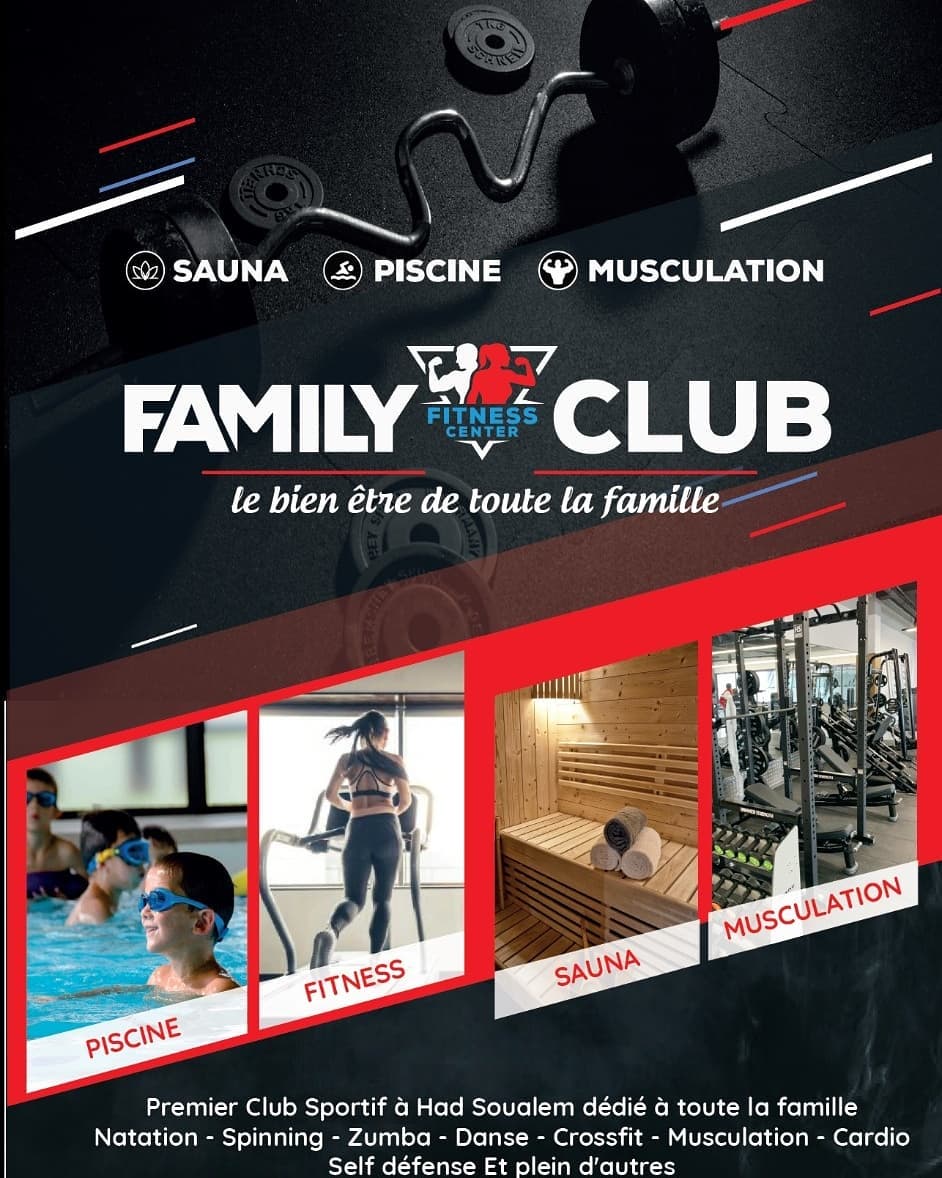 1KG
SCHNELL
SAUNA PISCINE MUSCULATION
FAMILY CLUB
FITNESS
CENTER
le bien être de toute la famille
PISCINE
FITNESS
SAUNA
MUSCULATION
Premier Club Sportif à Had Soualem dédié à toute la famille
Natation - Spinning - Zumba - Danse - Crossfit - Musculation - Cardio
Self défense Et plein d'autres